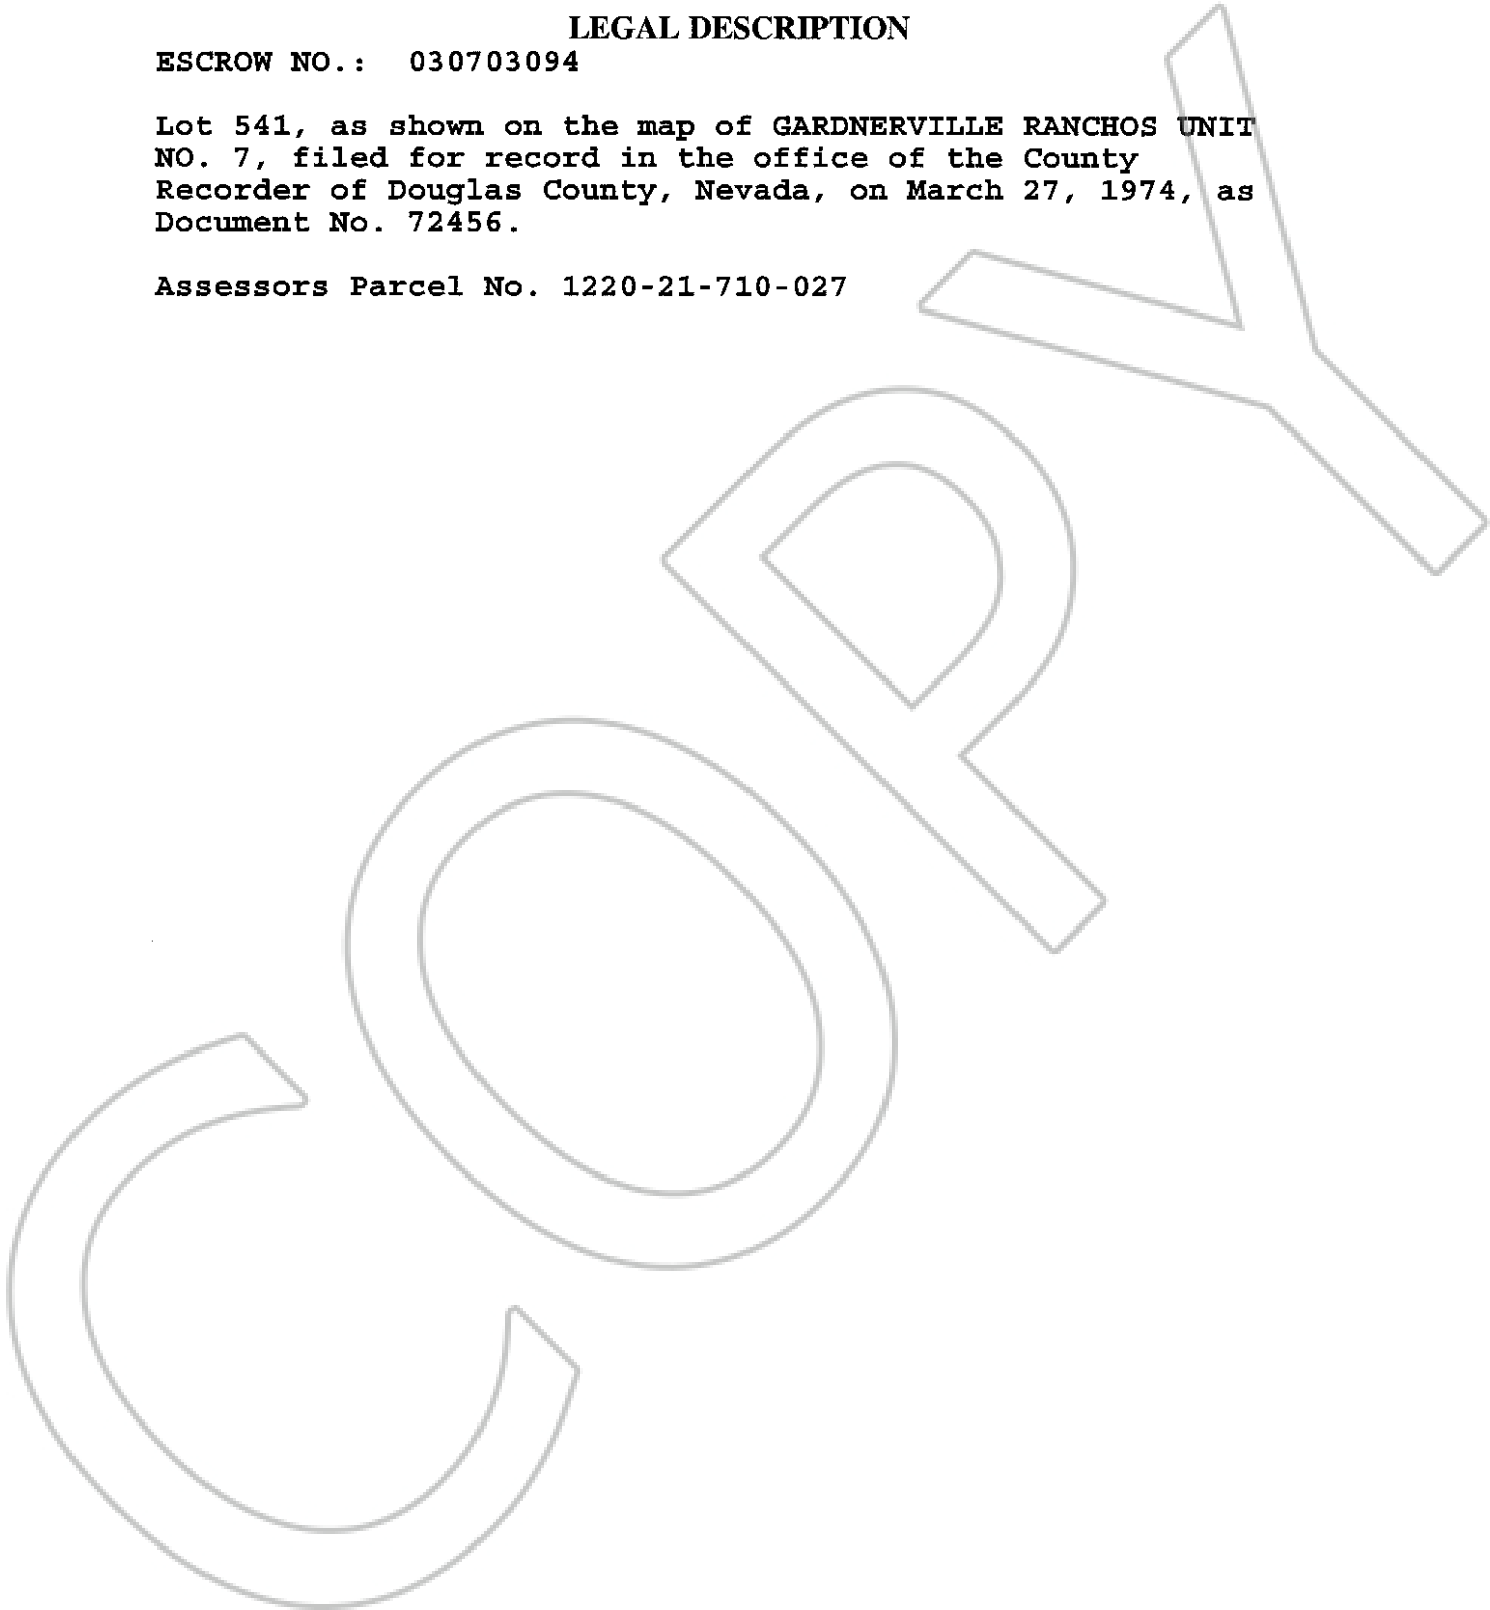 LEGAL DESCRIPTION
ESCROW NO.: 030703094
Lot 541, as shown on the map of GARDNERVILLE RANCHOS UNIT
NO. 7, filed for record in the office of the County
Recorder of Douglas County, Nevada, on March 27, 1974, as
Document No. 72456.
Assessors Parcel No. 1220-21-710-027
COPY